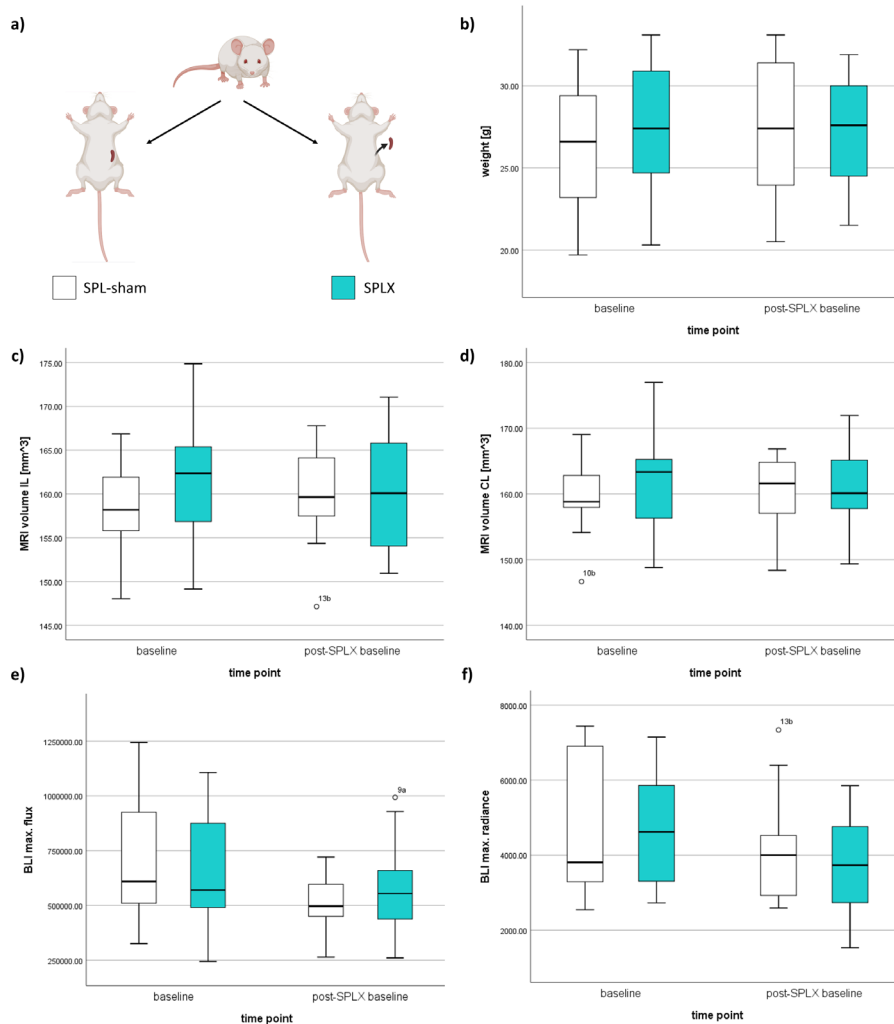 a)
SPL-sham
SPLX
b)
weight [g]
30.00
25.00
20.00
baseline
post-SPLX baseline
time point
c)
MRI volume IL [mm^3]
175.00
170.00
165.00
160.00
155.00
150.00
145.00
13b
baseline
post-SPLX baseline
time point
d)
MRI volume CL [mm^3]
180.00
170.00
160.00
150.00
140.00
10b
baseline
post-SPLX baseline
time point
e)
BLI max. flux
1250000.00
1000000.00
750000.00
500000.00
250000.00
9a
baseline
post-SPLX baseline
time point
f)
BLI max. radiance
8000.00
6000.00
4000.00
2000.00
13b
baseline
post-SPLX baseline
time point